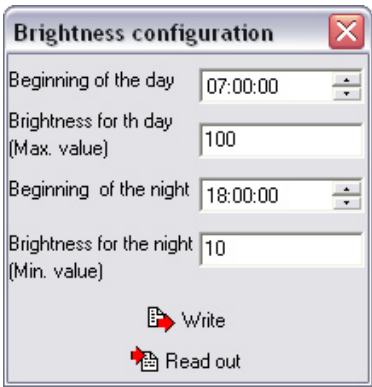 Brightness configuration
Beginning of the day 07:00:00
Brightness for th day
(Max. value) 100
Beginning of the night 18:00:00
Brightness for the night 10
(Min. value)
Write
Read out